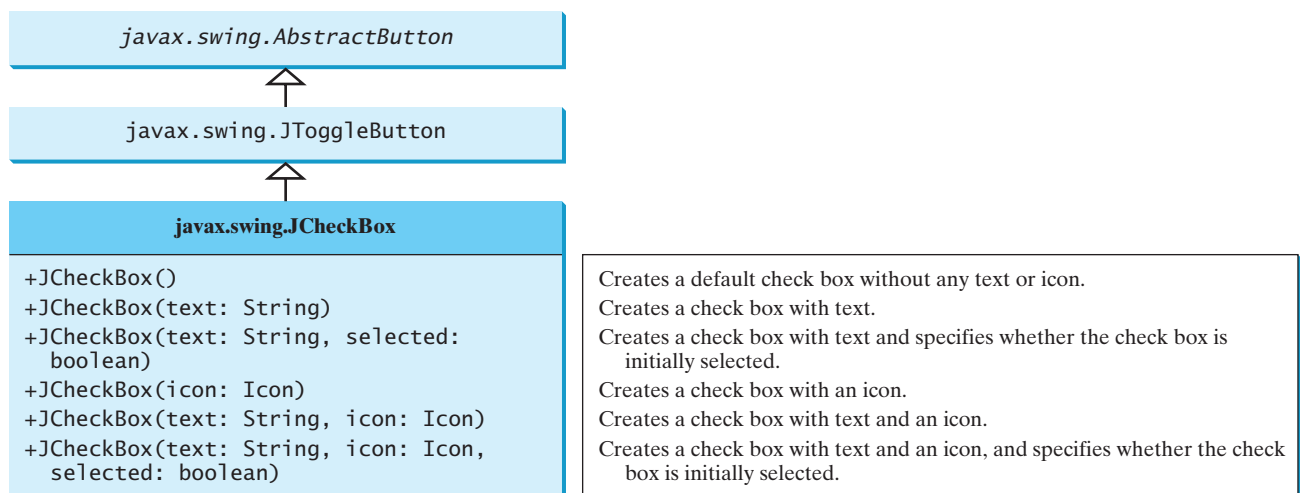 javax.swing.AbstractButton
javax.swing.JToggleButton
javax.swing.JCheckBox
+JCheckBox()
+JCheckBox(text: String)
+JCheckBox(text: String, selected:
boolean)
+JCheckBox(icon: Icon)
+JCheckBox(text: String, icon: Icon)
+JCheckBox(text: String, icon: Icon,
selected: boolean)
Creates a default check box without any text or icon.
Creates a check box with text.
Creates a check box with text and specifies whether the check box is
initially selected.
Creates a check box with an icon.
Creates a check box with text and an icon.
Creates a check box with text and an icon, and specifies whether the check
box is initially selected.